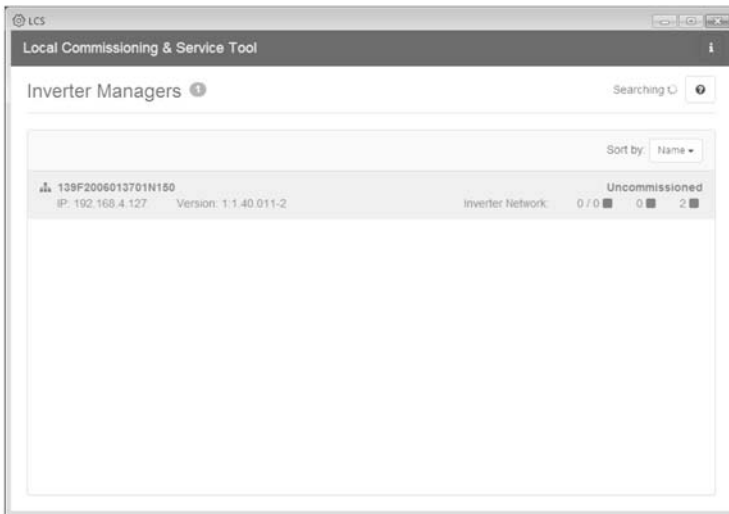 LCS
Local Commissioning & Service Tool i
Inverter Managers 1 Searching ?
Sort by: Name
139F2006013701N150 Uncommissioned
IP: 192.168.4.127 Version: 1.1.40.011-2 Inverter Network: 0 / 0 0 2